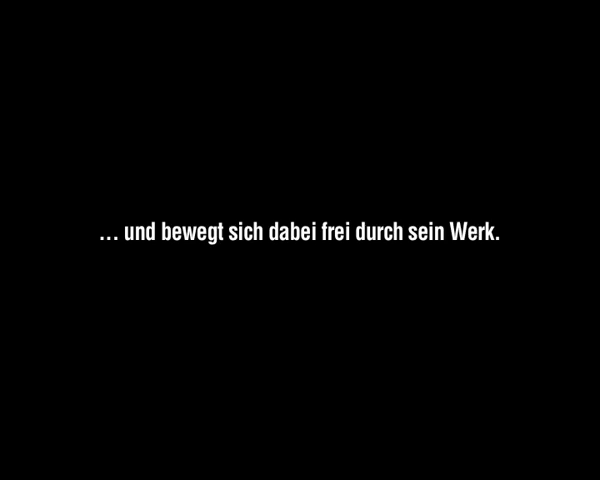 … und bewegt sich dabei frei durch sein Werk.